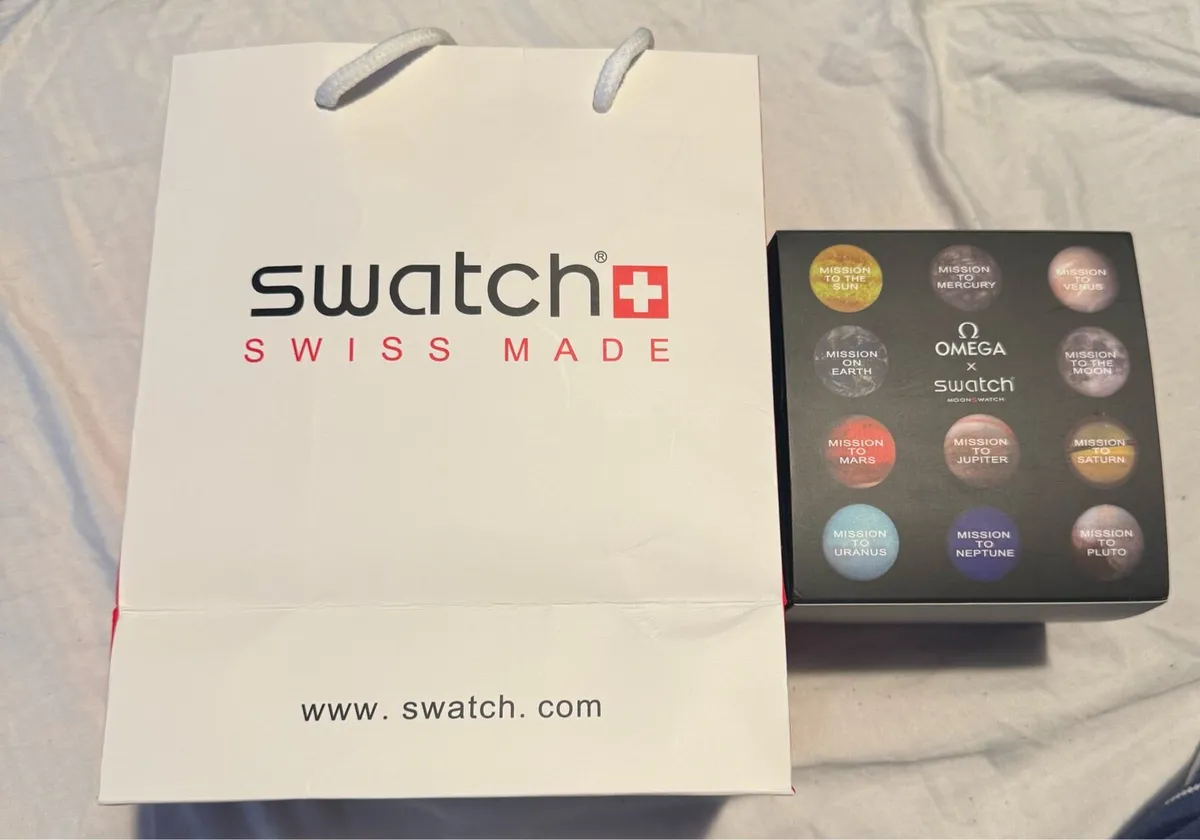 swatch®
SWISS MADE
www. swatch. com
MISSION
TO THE
SUN
MISSION
TO
MERCURY
MISSION
TO
VENUS
MISSION
ON
EARTH
Ω
OMEGA
x
swatch
MOONSWATCH
MISSION
TO THE
MOON
MISSION
TO
MARS
MISSION
TO
JUPITER
MISSION
TO
SATURN
MISSION
TO
URANUS
MISSION
TO
NEPTUNE
MISSION
TO
PLUTO